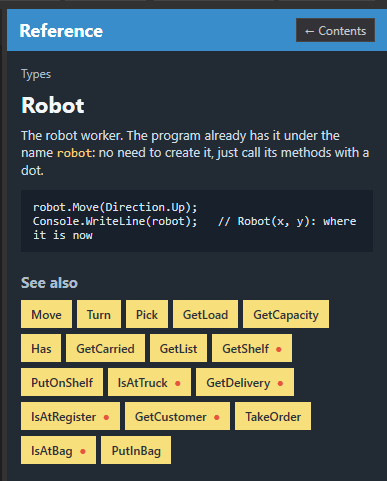 Reference
← Contents
Types
Robot
The robot worker. The program already has it under the
name robot: no need to create it, just call its methods with a
dot.
robot.Move(Direction.Up);
Console.WriteLine(robot);   // Robot(x, y): where
it is now
See also
Move Turn Pick GetLoad GetCapacity
Has GetCarried GetList GetShelf
PutOnShelf IsAtTruck GetDelivery
IsAtRegister GetCustomer TakeOrder
IsAtBag PutInBag